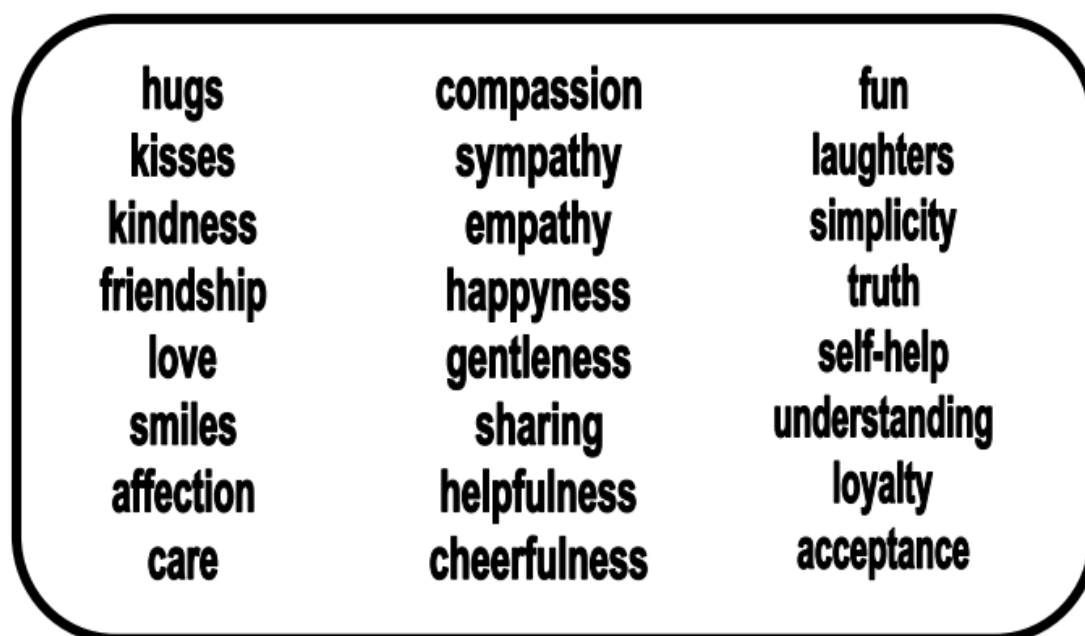 hugs
kisses
kindness
friendship
love
smiles
affection
care
compassion
sympathy
empathy
happyness
gentleness
sharing
helpfulness
cheerfulness
fun
laughters
simplicity
truth
self-help
understanding
loyalty
acceptance